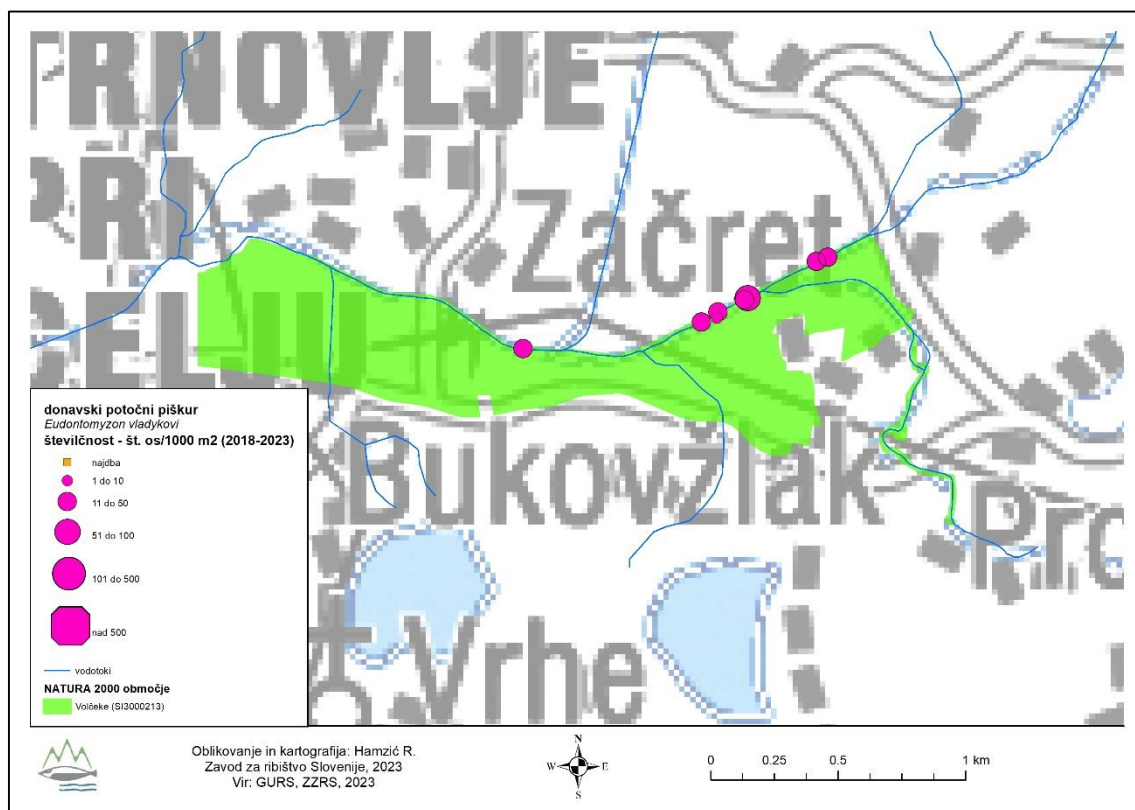 TRNOVLJE
PRI
CELJU
Začret
Bukovžlak
Pro
Vrhe
donavski potočni piškur
Eudontomyzon vladykovi
številčnost - št. os/1000 m2 (2018-2023)
najdba
1 do 10
11 do 50
51 do 100
101 do 500
nad 500
vodotoki
NATURA 2000 območje
Volčeke (SI3000213)
Oblikovanje in kartografija: Hamzić R.
Zavod za ribištvo Slovenije, 2023
Vir: GURS, ZZRS, 2023
N
W E
S
0 0.25 0.5 1 km